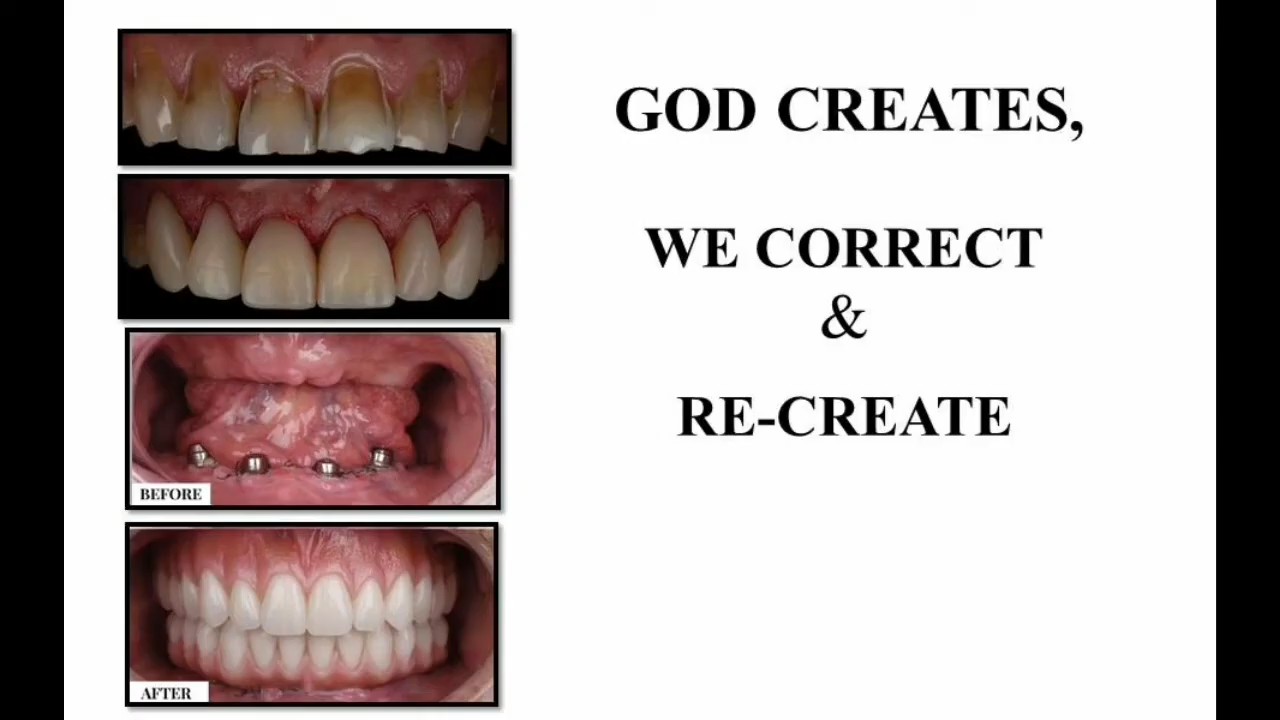 GOD CREATES,
WE CORRECT
&
RE-CREATE
BEFORE
AFTER